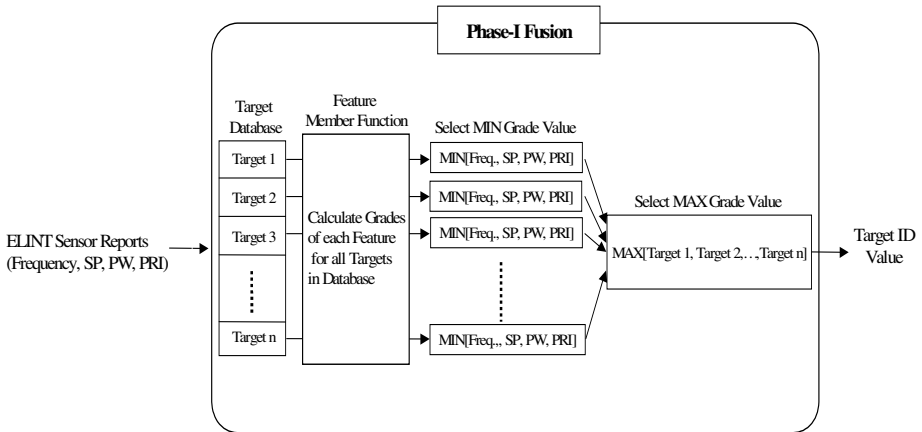 Phase-I Fusion
Target
Database
Feature
Member Function
Select MIN Grade Value
Target 1
MIN[Freq., SP, PW, PRI]
Target 2
MIN[Freq., SP, PW, PRI]
Select MAX Grade Value
Calculate Grades
of each Feature
for all Targets
in Database
ELINT Sensor Reports
(Frequency, SP, PW, PRI)
Target 3
MIN[Freq., SP, PW, PRI]
MAX[Target 1, Target 2,…,Target n]
Target ID
Value
Target n
MIN[Freq,, SP, PW, PRI]